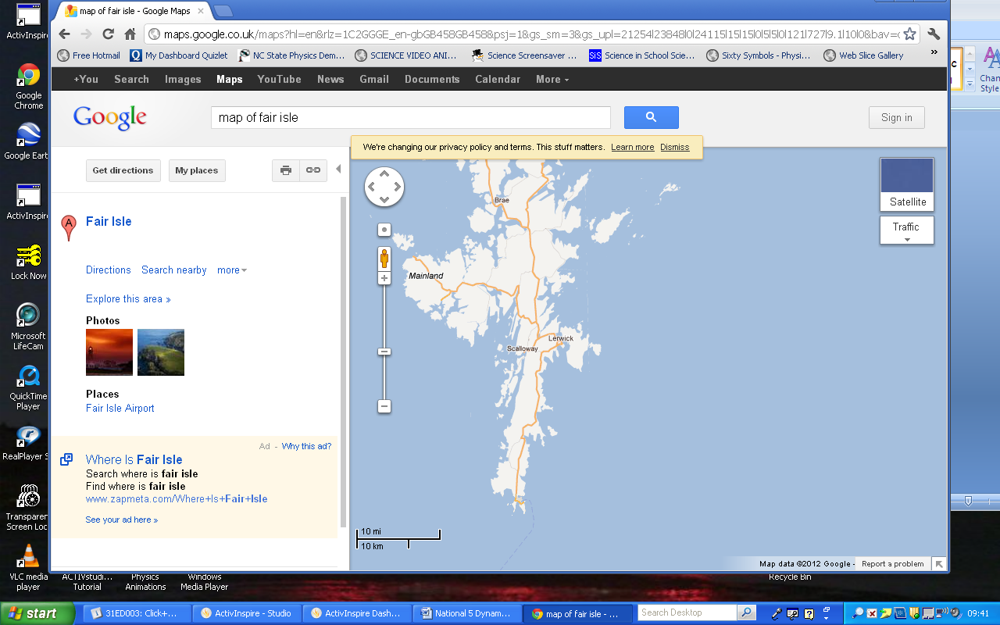 map of fair isle - Google Maps
maps.google.co.uk/maps?hl=en&rlz=1C2GGGE_en-gbGB458GB458&psj=1&gs_sm=3&gs_upl=21254l23848l0l24115l15l15l0l5l5l0l121l727l9.1l10l0&bav=
Free Hotmail
My Dashboard Quizlet
NC State Physics Dem...
SCIENCE VIDEO ANI...
Science Screensaver ...
Science in School Scie...
Sixty Symbols - Physi...
Web Slice Gallery
»
+You Search Images Maps YouTube News Gmail Documents Calendar More
Google
map of fair isle
Sign in
We're changing our privacy policy and terms. This stuff matters. Learn more Dismiss
Get directions
My places
A
Fair Isle
Directions Search nearby more
Explore this area »
Photos
Places
Fair Isle Airport
Ad - Why this ad?
Where Is Fair Isle
Search where is fair isle
Find where is fair isle
www.zapmeta.com/Where+Is+Fair+Isle
See your ad here »
Brae
Mainland
Lerwick
Scalloway
Satellite
Traffic
10 mi
10 km
Map data ©2012 Google -
Report a problem
ActivInspire
Google
Chrome
Google Eart
ActivInspire
Lock Now
Microsoft
LifeCam
QuickTime
Player
RealPlayer S
Transparen
Screen Loc
VLC media
player
ACTIVstudi...
Tutorial
Physics
Animations
Windows
Media Player
Recycle Bin
Chan
Style
start
31ED003: Click+...
ActivInspire - Studio
ActivInspire Dash...
National 5 Dynam...
map of fair isle - ...
Search Desktop
09:41